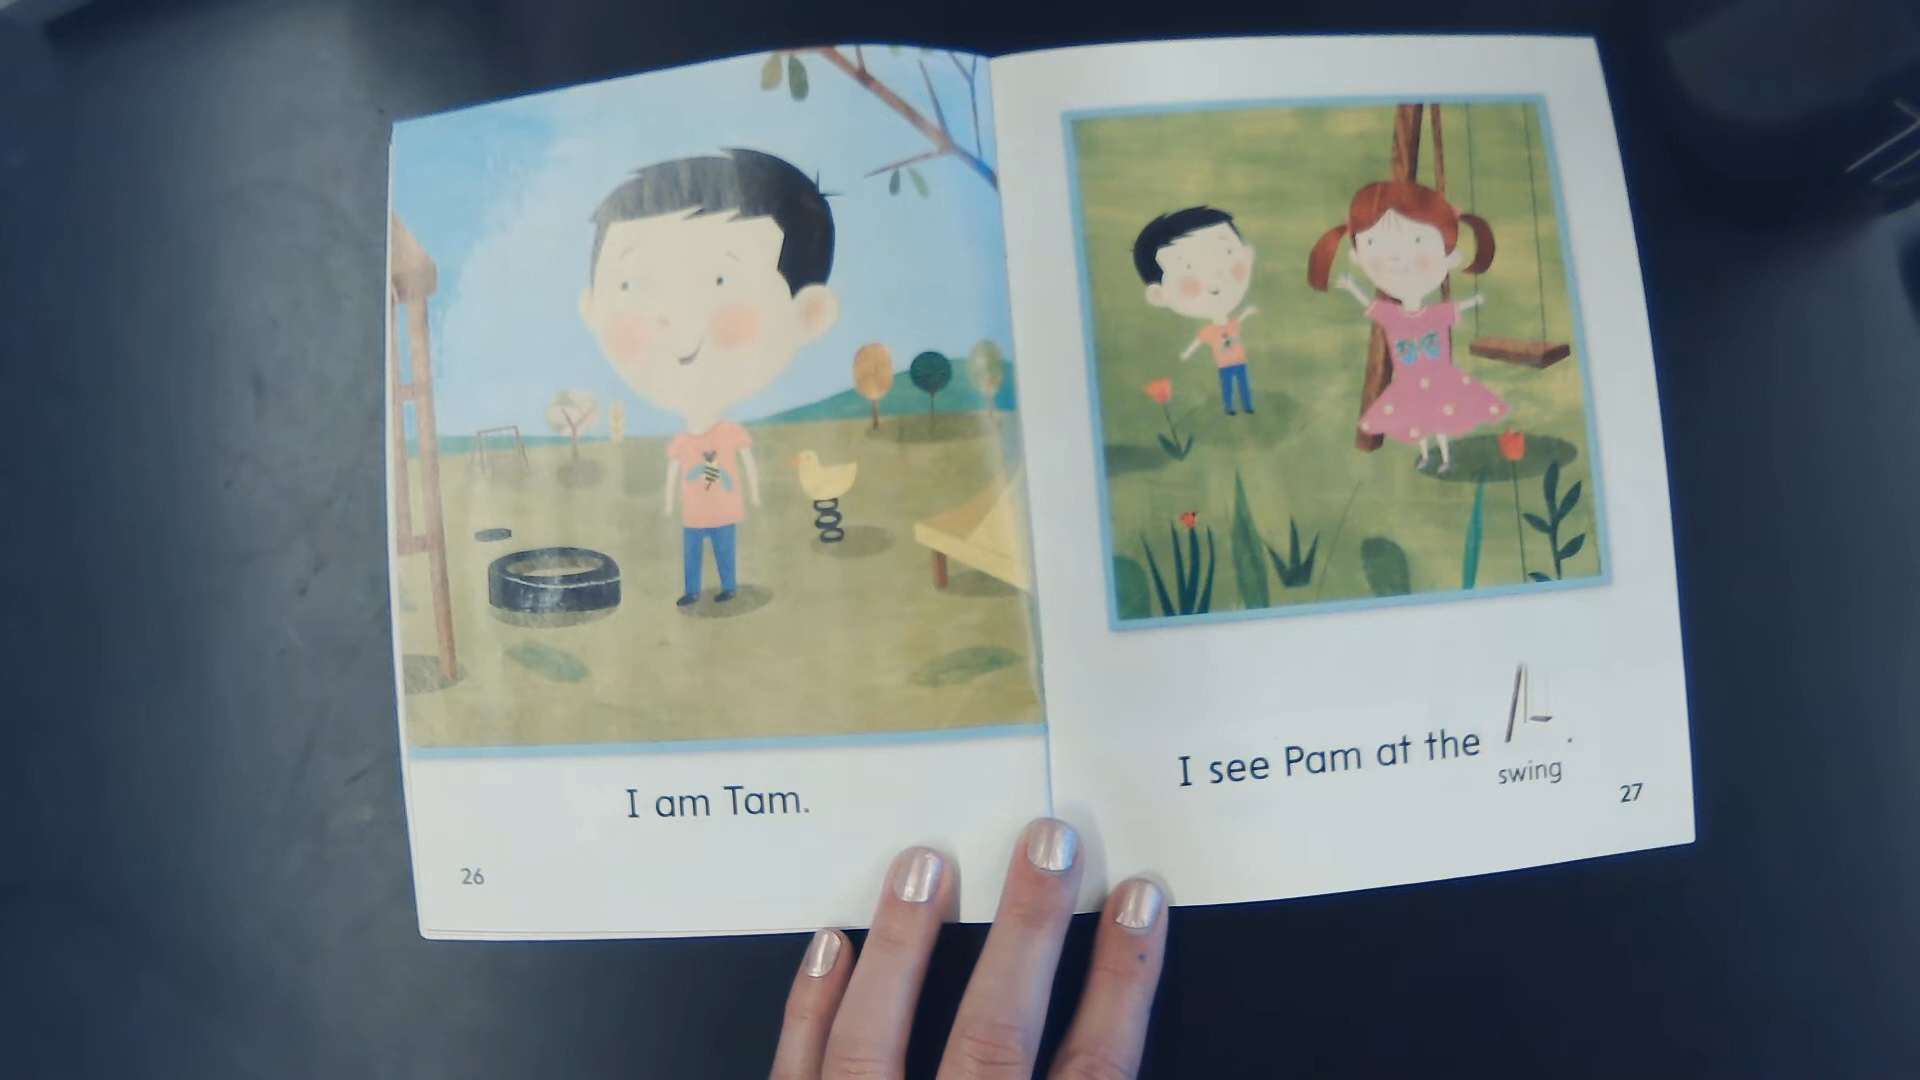 I am Tam.
26
I see Pam at the .
swing
27